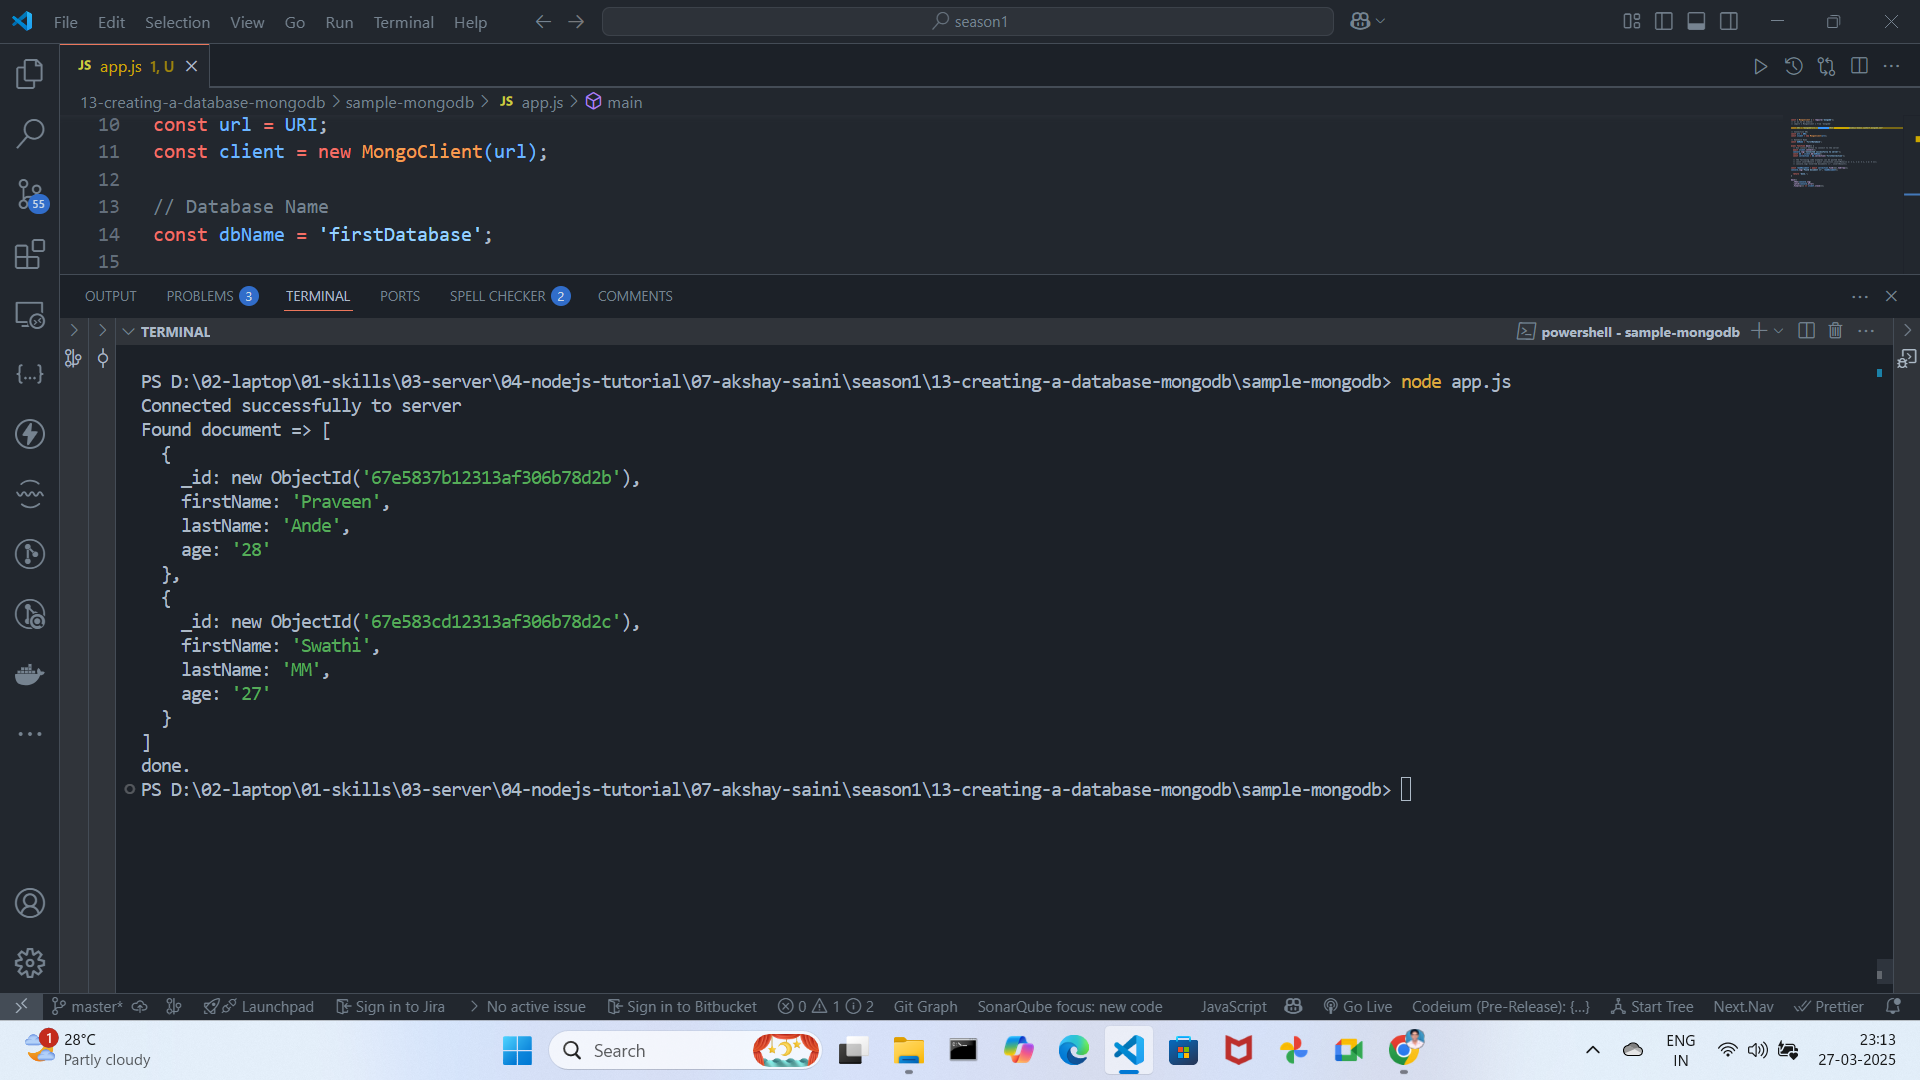 File Edit Selection View Go Run Terminal Help
season1
JS app.js 1, U
13-creating-a-database-mongodb > sample-mongodb > JS app.js > main
10 const url = URI;
11 const client = new MongoClient(url);
12
13 // Database Name
14 const dbName = 'firstDatabase';
15
55
OUTPUT PROBLEMS 3 TERMINAL PORTS SPELL CHECKER 2 COMMENTS
TERMINAL
powershell - sample-mongodb
PS D:\02-laptop\01-skills\03-server\04-nodejs-tutorial\07-akshay-saini\season1\13-creating-a-database-mongodb\sample-mongodb> node app.js
Connected successfully to server
Found document => [
{
_id: new ObjectId('67e5837b12313af306b78d2b'),
firstName: 'Praveen',
lastName: 'Ande',
age: '28'
},
{
_id: new ObjectId('67e583cd12313af306b78d2c'),
firstName: 'Swathi',
lastName: 'MM',
age: '27'
}
]
done.
PS D:\02-laptop\01-skills\03-server\04-nodejs-tutorial\07-akshay-saini\season1\13-creating-a-database-mongodb\sample-mongodb>
master* Launchpad Sign in to Jira No active issue Sign in to Bitbucket 0 1 2 Git Graph SonarQube focus: new code JavaScript Go Live Codeium (Pre-Release): {...} Start Tree Next.Nav Prettier
1
28°C
Partly cloudy
Search
ENG
IN
23:13
27-03-2025